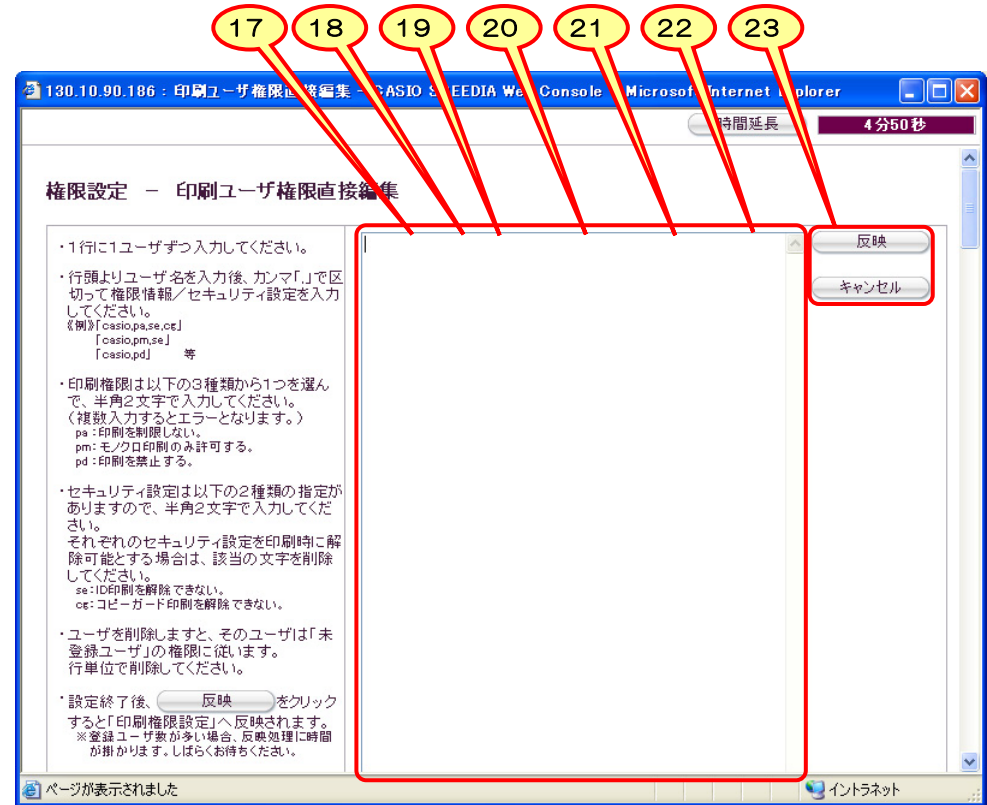 17 18 19 20 21 22 23
130.10.90.186 : 印刷ユーザ権限直接編集 - CASIO SPEEDIA Web Console - Microsoft Internet Explorer
時間延長 4分50秒
権限設定 － 印刷ユーザ権限直接編集
・1行に1ユーザずつ入力してください。
・行頭よりユーザ名を入力後、カンマ「,」で区
切って権限情報／セキュリティ設定を入力
してください。
《例》「casio,pa,se,cg」
「casio,pm,se」
「casio,pd」 等
・印刷権限は以下の3種類から1つを選ん
で、半角2文字で入力してください。
（複数入力するとエラーとなります。）
pa：印刷を制限しない。
pm：モノクロ印刷のみ許可する。
pd：印刷を禁止する。
・セキュリティ設定は以下の2種類の指定が
ありますので、半角2文字で入力してくだ
さい。
それぞれのセキュリティ設定を印刷時に解
除可能とする場合は、該当の文字を削除
してください。
se：ID印刷を解除できない。
cg：コピーガード印刷を解除できない。
・ユーザを削除しますと、そのユーザは「未
登録ユーザ」の権限に従います。
行単位で削除してください。
・設定終了後、 反映 をクリック
すると「印刷権限設定」へ反映されます。
※登録ユーザ数が多い場合、反映処理に時間
が掛かります。しばらくお待ちください。
反映
キャンセル
ページが表示されました イントラネット